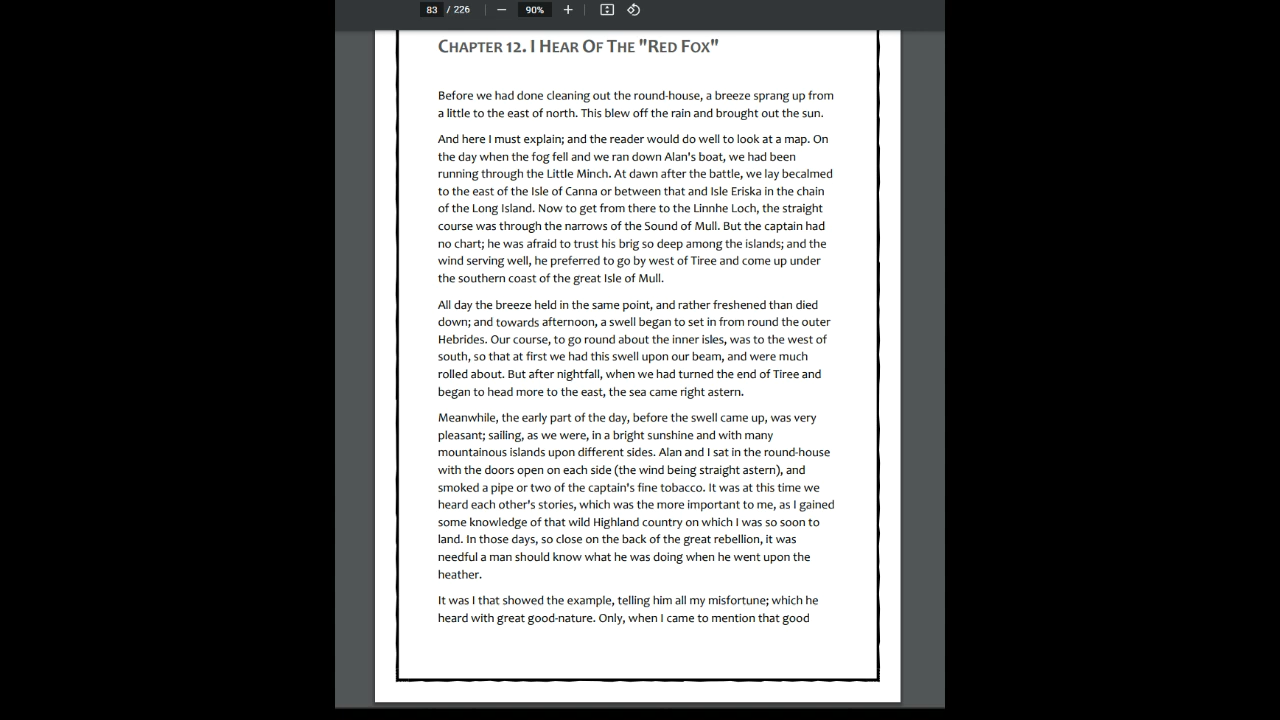 83 / 226 — 90% +
CHAPTER 12. I HEAR OF THE "RED FOX"
Before we had done cleaning out the round-house, a breeze sprang up from
a little to the east of north. This blew off the rain and brought out the sun.
And here I must explain; and the reader would do well to look at a map. On
the day when the fog fell and we ran down Alan's boat, we had been
running through the Little Minch. At dawn after the battle, we lay becalmed
to the east of the Isle of Canna or between that and Isle Eriska in the chain
of the Long Island. Now to get from there to the Linnhe Loch, the straight
course was through the narrows of the Sound of Mull. But the captain had
no chart; he was afraid to trust his brig so deep among the islands; and the
wind serving well, he preferred to go by west of Tiree and come up under
the southern coast of the great Isle of Mull.
All day the breeze held in the same point, and rather freshened than died
down; and towards afternoon, a swell began to set in from round the outer
Hebrides. Our course, to go round about the inner isles, was to the west of
south, so that at first we had this swell upon our beam, and were much
rolled about. But after nightfall, when we had turned the end of Tiree and
began to head more to the east, the sea came right astern.
Meanwhile, the early part of the day, before the swell came up, was very
pleasant; sailing, as we were, in a bright sunshine and with many
mountainous islands upon different sides. Alan and I sat in the round-house
with the doors open on each side (the wind being straight astern), and
smoked a pipe or two of the captain's fine tobacco. It was at this time we
heard each other's stories, which was the more important to me, as I gained
some knowledge of that wild Highland country on which I was so soon to
land. In those days, so close on the back of the great rebellion, it was
needful a man should know what he was doing when he went upon the
heather.
It was I that showed the example, telling him all my misfortune; which he
heard with great good-nature. Only, when I came to mention that good